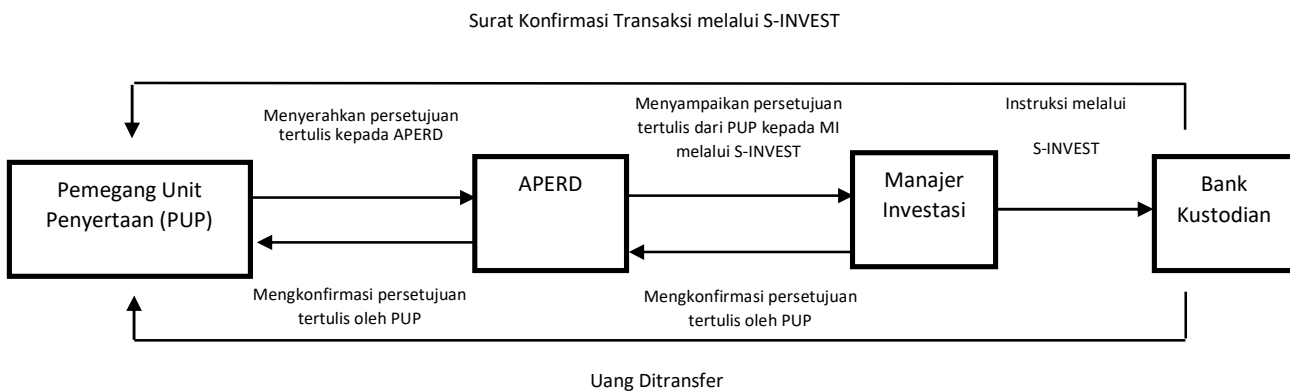 Surat Konfirmasi Transaksi melalui S-INVEST
Menyerahkan persetujuan
tertulis kepada APERD
Menyampaikan persetujuan
tertulis dari PUP kepada MI
melalui S-INVEST
Instruksi melalui
S-INVEST
Pemegang Unit
Penyertaan (PUP)
APERD
Manajer
Investasi
Bank
Kustodian
Mengkonfirmasi persetujuan
tertulis oleh PUP
Mengkonfirmasi persetujuan
tertulis oleh PUP
Uang Ditransfer